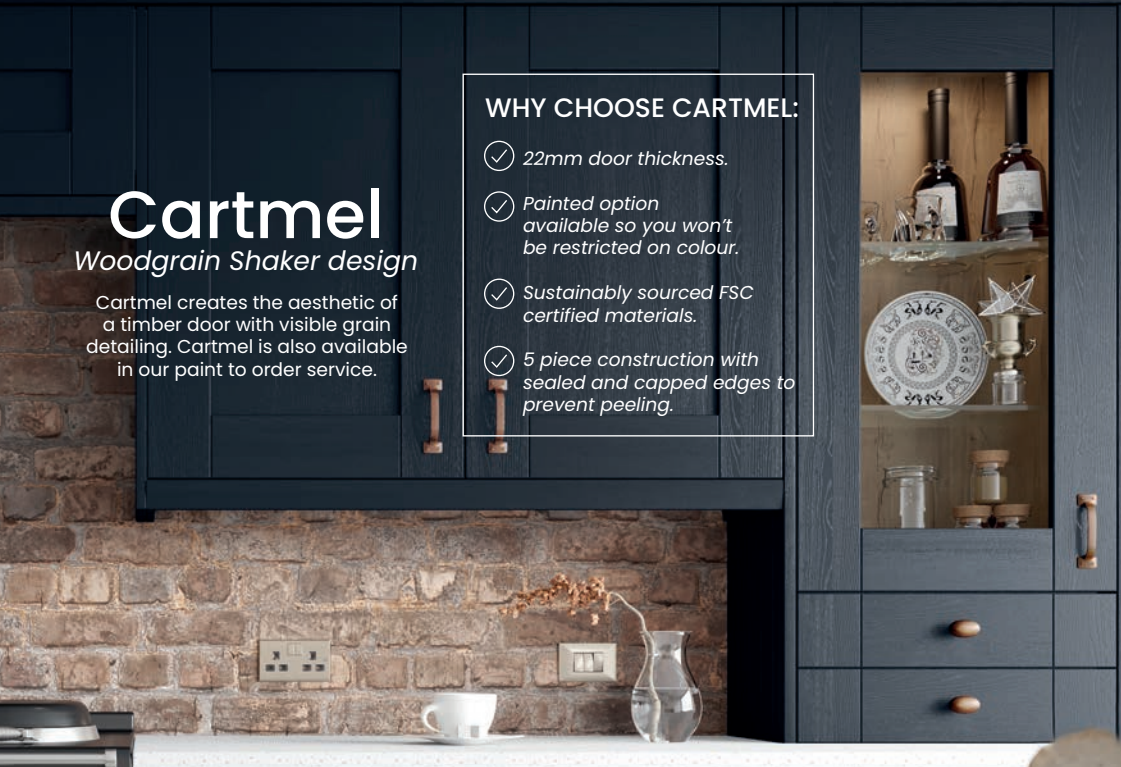 Cartmel
Woodgrain Shaker design
Cartmel creates the aesthetic of
a timber door with visible grain
detailing. Cartmel is also available
in our paint to order service.
WHY CHOOSE CARTMEL:
22mm door thickness.
Painted option
available so you won't
be restricted on colour.
Sustainably sourced FSC
certified materials.
5 piece construction with
sealed and capped edges to
prevent peeling.